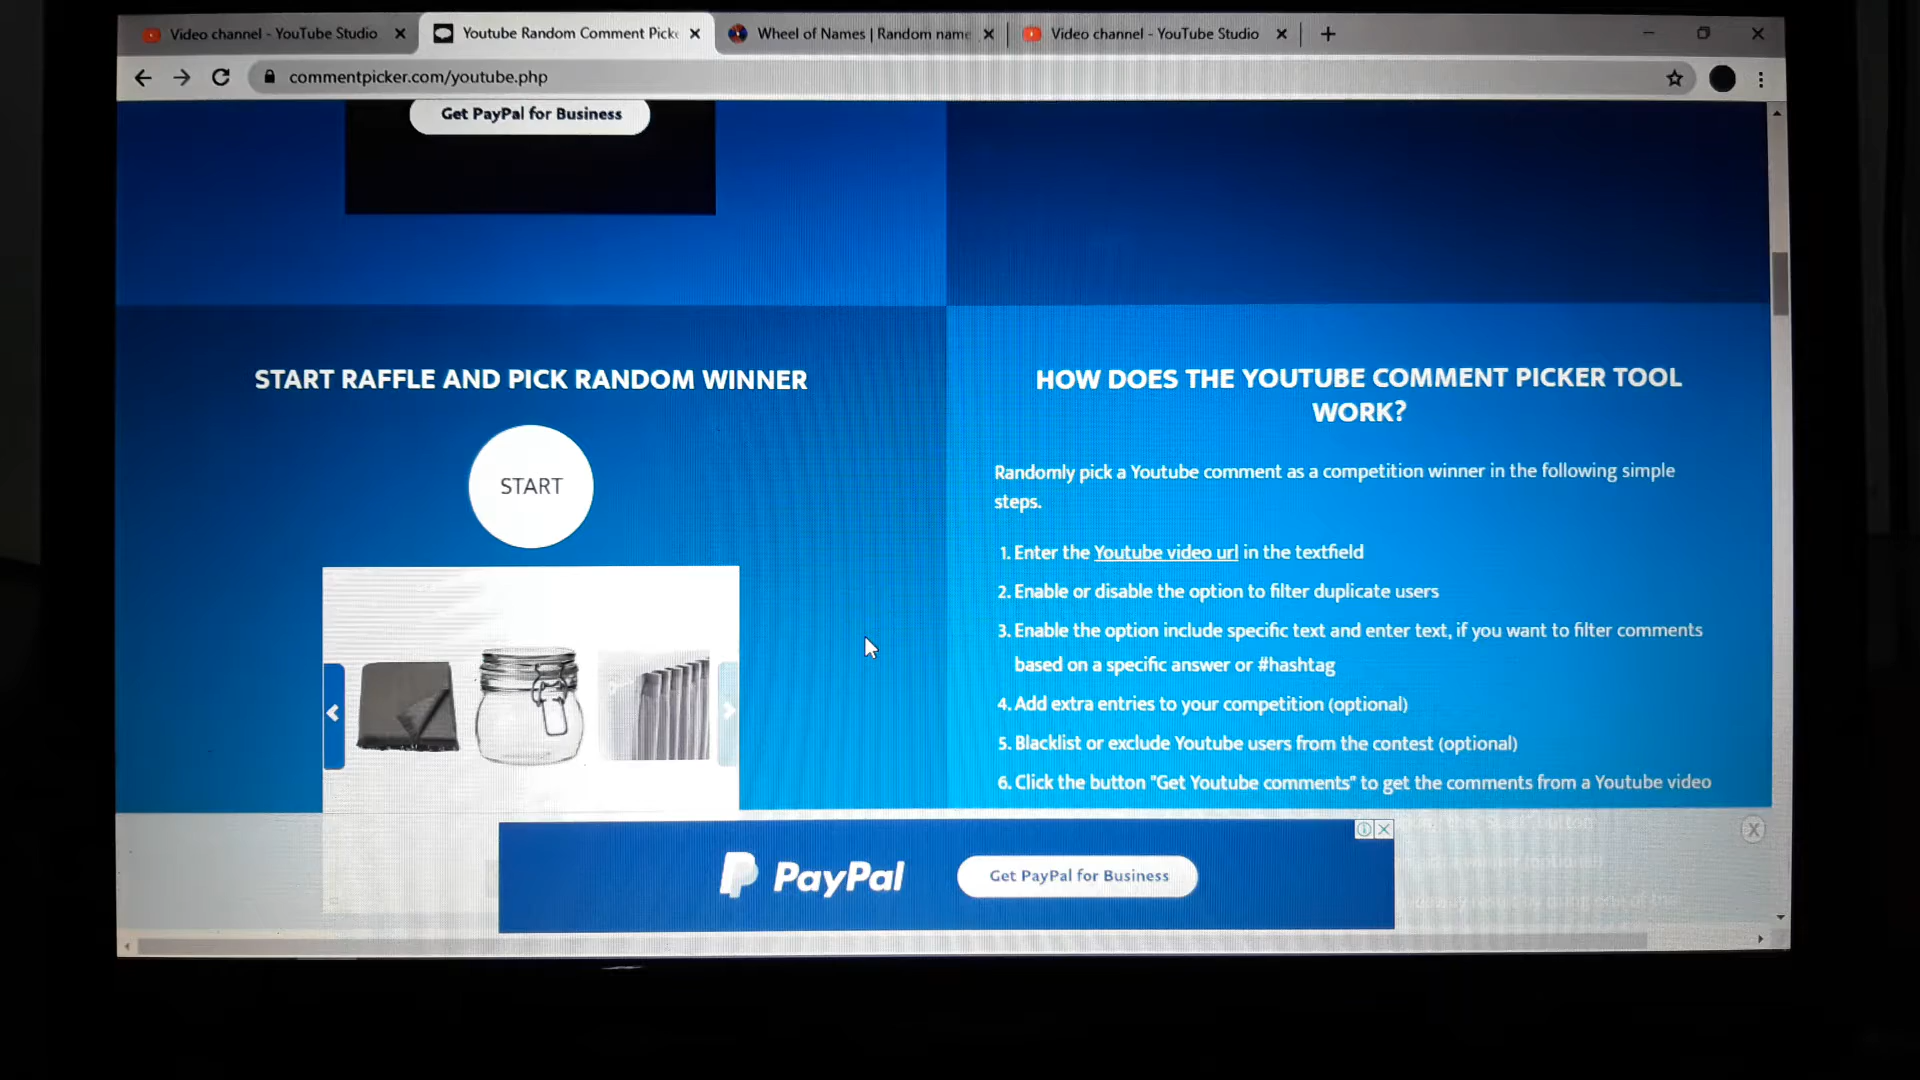 Video channel - YouTube Studio
Youtube Random Comment Picke
Wheel of Names | Random name
Video channel - YouTube Studio
commentpicker.com/youtube.php
Get PayPal for Business
START RAFFLE AND PICK RANDOM WINNER
START
HOW DOES THE YOUTUBE COMMENT PICKER TOOL
WORK?
Randomly pick a Youtube comment as a competition winner in the following simple
steps.
1. Enter the Youtube video url in the textfield
2. Enable or disable the option to filter duplicate users
3. Enable the option include specific text and enter text, if you want to filter comments
based on a specific answer or #hashtag
4. Add extra entries to your competition (optional)
5. Blacklist or exclude Youtube users from the contest (optional)
6. Click the button "Get Youtube comments" to get the comments from a Youtube video
PayPal
Get PayPal for Business